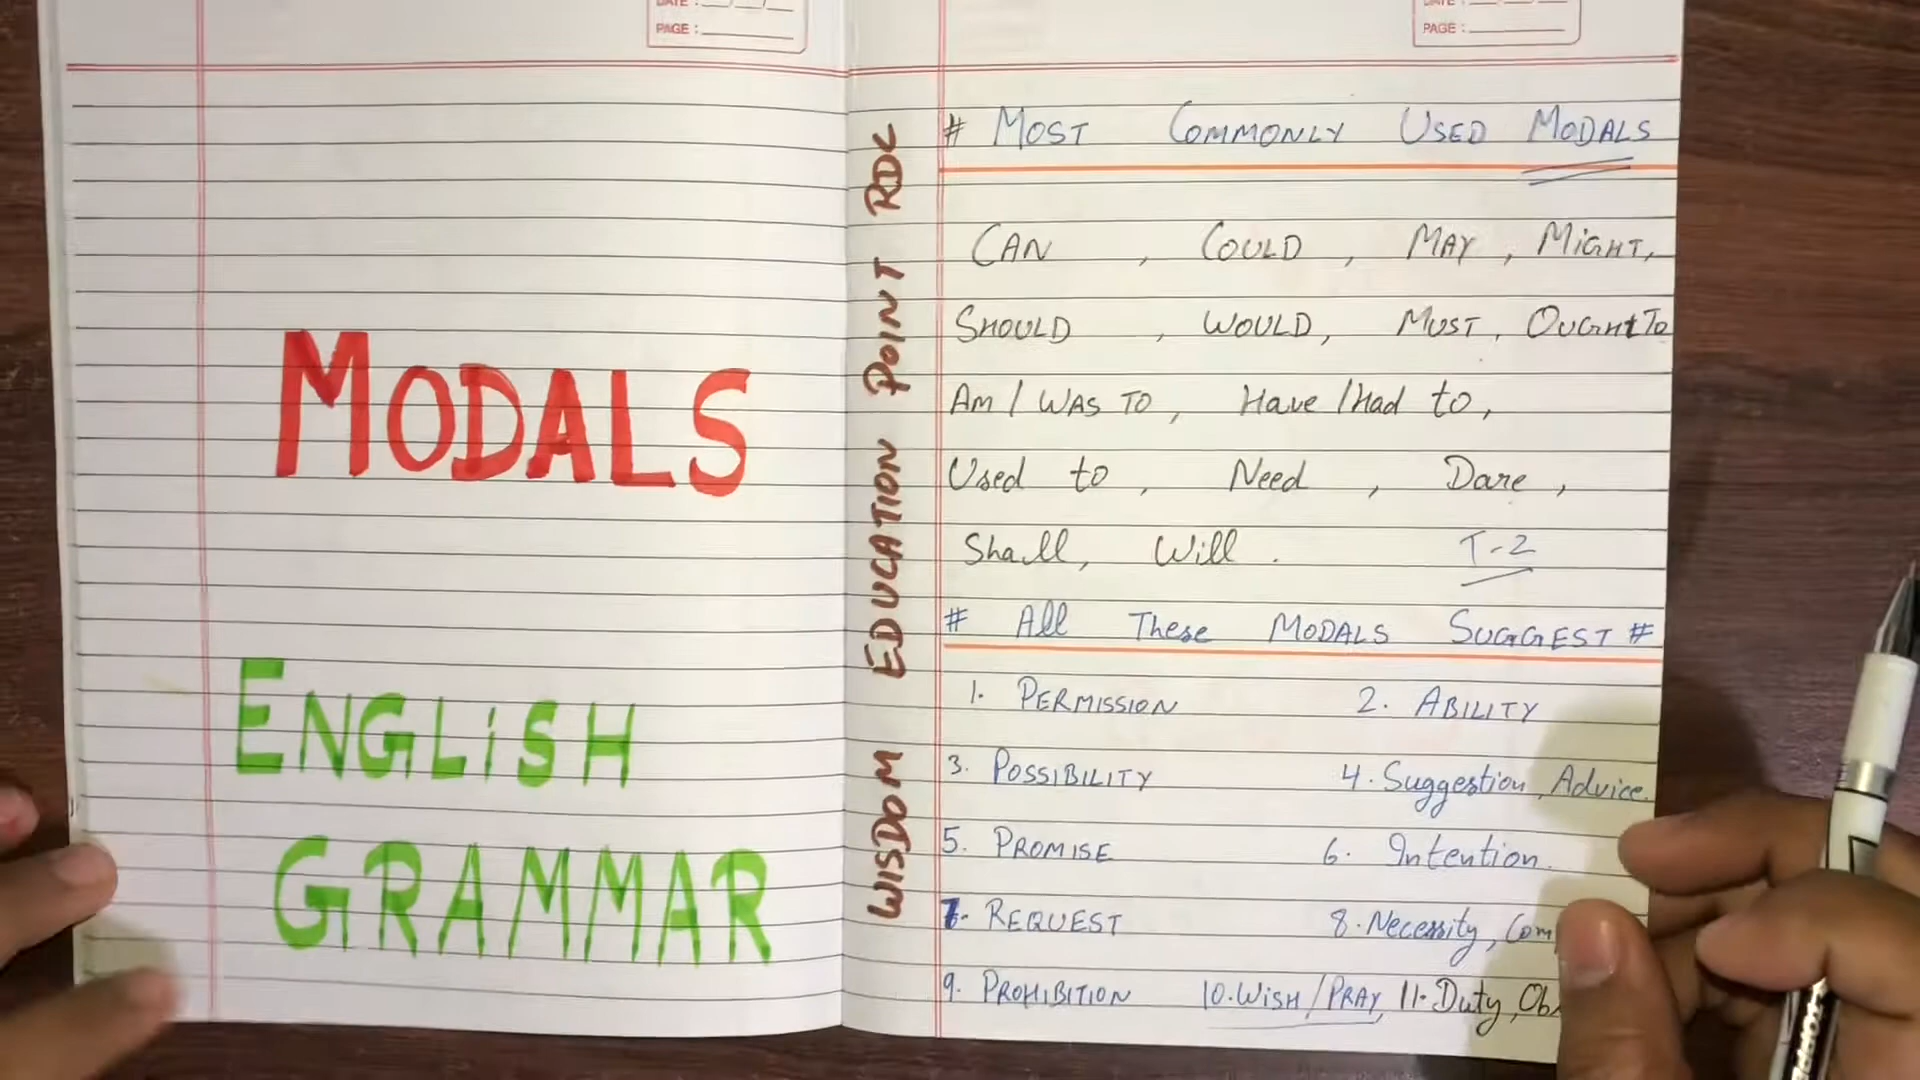 MODALS
ENGLiSH
GRAMMAR
WISDOM EDUCATION POINT RDC
PAGE :
DATE :
PAGE :
# MOST COMMONLY USED MODALS
CAN , COULD , MAY , MiGHT,
SHOULD , WOULD, MUST, OUGHt To
AM / WAS TO , Have /Had to,
Used to , Need , Dare ,
Shall, Will . T-2
# All These MODALS SUGGEST #
1. PERMISSION 2. ABILITY
3. POSSIBILITY 4. Suggestion, Advice.
5. PROMISE 6. Intention.
7. REQUEST 8. Necessity,
9. PROHIBITION 10. WiSH / PRAY, 11. Duty,